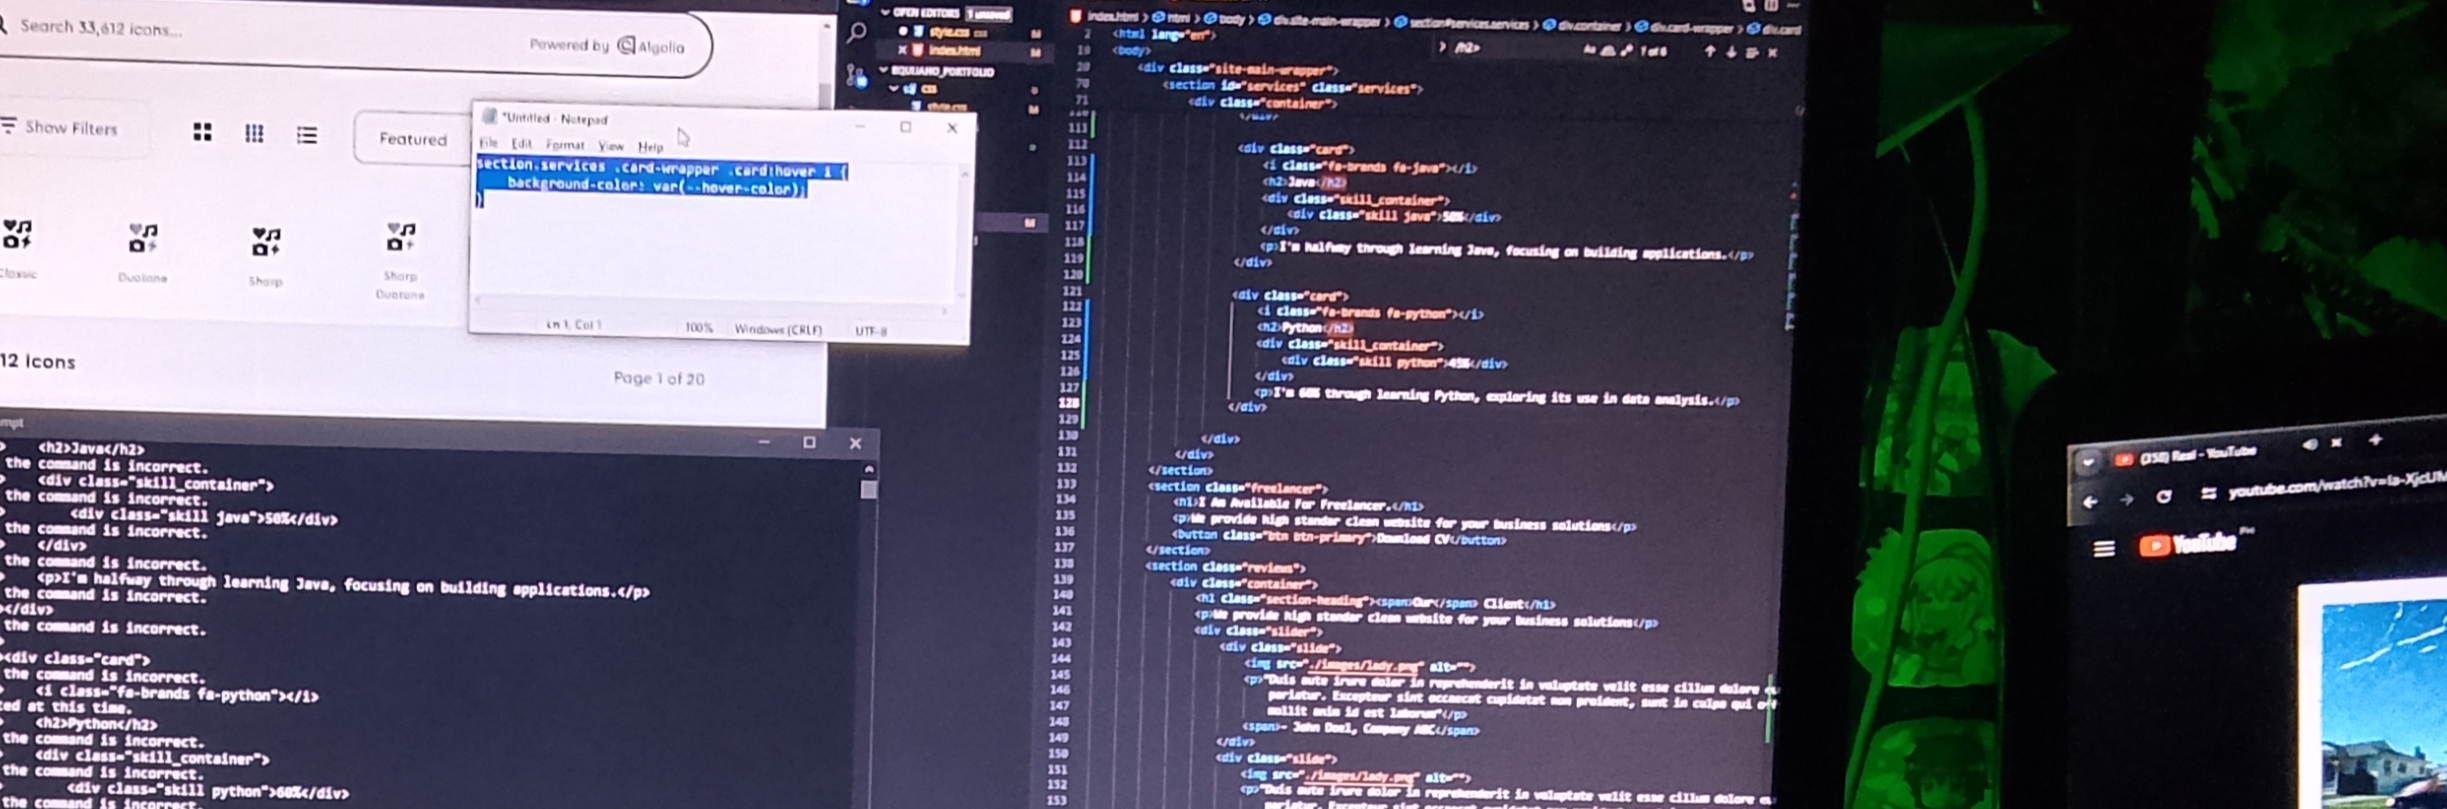 Search 33,612 icons...
Powered by Algolia
Show Filters
Featured
Classic
Duotone
Sharp
Sharp
Duotone
12 Icons
Page 1 of 20
*Untitled - Notepad
File Edit Format View Help
section.services .card-wrapper .card:hover i {
background-color: var(--hover-color);
}
Ln 1, Col 1
100%
Windows (CRLF)
UTF-8
mpt
<h2>Java</h2>
the command is incorrect.
<div class="skill_container">
the command is incorrect.
<div class="skill java">50%</div>
the command is incorrect.
</div>
the command is incorrect.
<p>I'm halfway through learning Java, focusing on building applications.</p>
the command is incorrect.
></div>
the command is incorrect.
><div class="card">
the command is incorrect.
<i class="fa-brands fa-python"></i>
ted at this time.
<h2>Python</h2>
the command is incorrect.
<div class="skill_container">
the command is incorrect.
<div class="skill python">60%</div>
the command is incorrect.
OPEN EDITORS 1 unsaved
style.css css M
index.html M
BQUILIANO_PORTFOLIO
css
style.css M
M
index.html > html > body > div.site-main-wrapper > section#services.services > div.container > div.card-wrapper > div.card
/h2>
1 of 6
2 <html lang="en">
19 <body>
20 <div class="site-main-wrapper">
70 <section id="services" class="services">
71 <div class="container">
</div>
113
112 <div class="card">
113 <i class="fa-brands fa-java"></i>
114 <h2>Java</h2>
115 <div class="skill_container">
116 <div class="skill java">50%</div>
117 </div>
118 <p>I'm halfway through learning Java, focusing on building applications.</p>
119 </div>
120
121 <div class="card">
122 <i class="fa-brands fa-python"></i>
123 <h2>Python</h2>
124 <div class="skill_container">
125 <div class="skill python">45%</div>
126 </div>
127 <p>I'm 60% through learning Python, exploring its use in data analysis.</p>
128 </div>
129
130 </div>
131 </div>
132 </section>
133 <section class="freelancer">
134 <h1>I Am Available For Freelancer.</h1>
135 <p>We provide high standar clean website for your business solutions</p>
136 <button class="btn btn-primary">Download CV</button>
137 </section>
138 <section class="reviews">
139 <div class="container">
140 <h1 class="section-heading"><span>Our</span> Client</h1>
141 <p>We provide high standar clean website for your business solutions</p>
142 <div class="slider">
143 <div class="slide">
144 <img src="./images/lady.png" alt="">
145 <p>"Duis aute irure dolor in reprehenderit in voluptate velit esse cillum dolore eu
146 pariatur. Excepteur sint occaecat cupidatat non proident, sunt in culpa qui off
147 mollit anim id est laborum"</p>
148 <span>- John Doel, Company ABC</span>
149 </div>
150 <div class="slide">
151 <img src="./images/lady.png" alt="">
152 <p>"Duis aute irure dolor in reprehenderit in voluptate velit esse cillum dolore eu
153 pariatur. Excepteur sint occaecat cupidatat non
(358) Real - YouTube
youtube.com/watch?v=la-XjcUM
YouTube PH